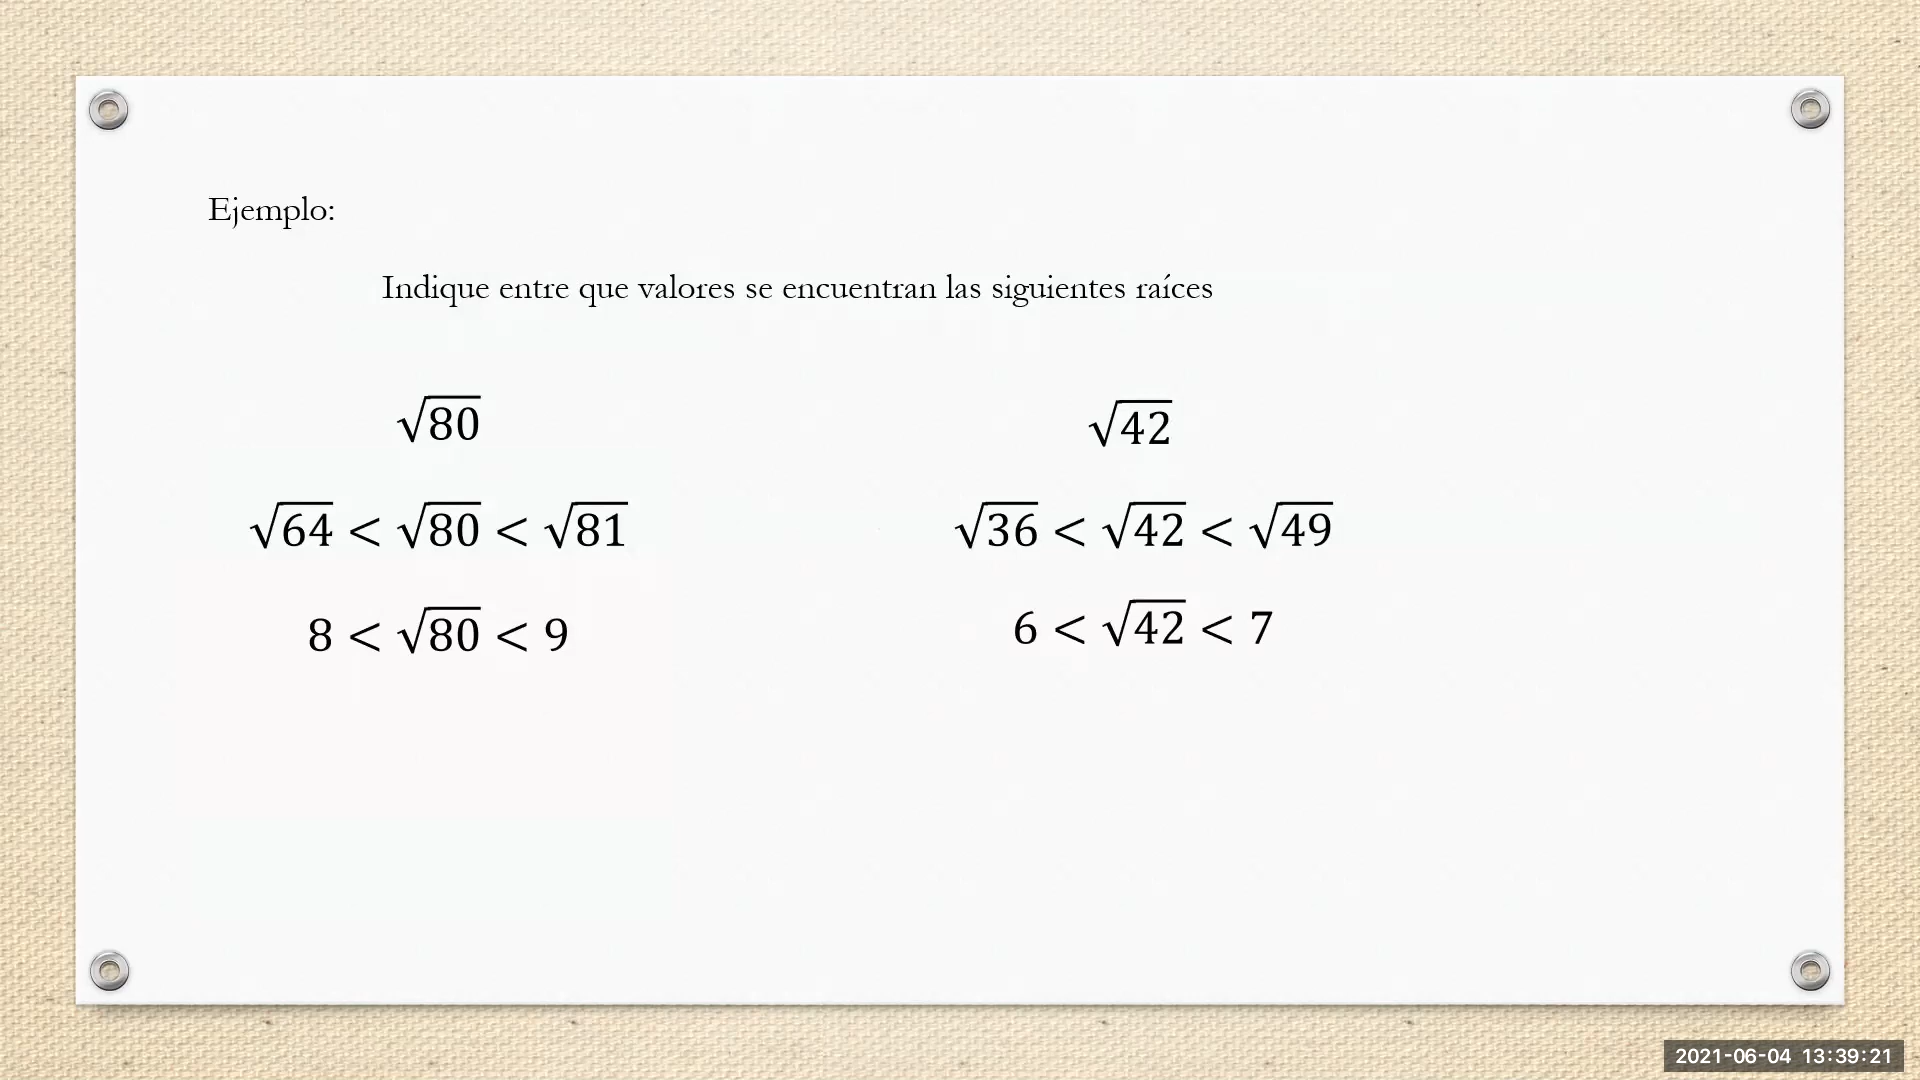 Ejemplo:
Indique entre que valores se encuentran las siguientes raíces
√80
√64 < √80 < √81
8 < √80 < 9
√42
√36 < √42 < √49
6 < √42 < 7
2021-06-04 13:39:21